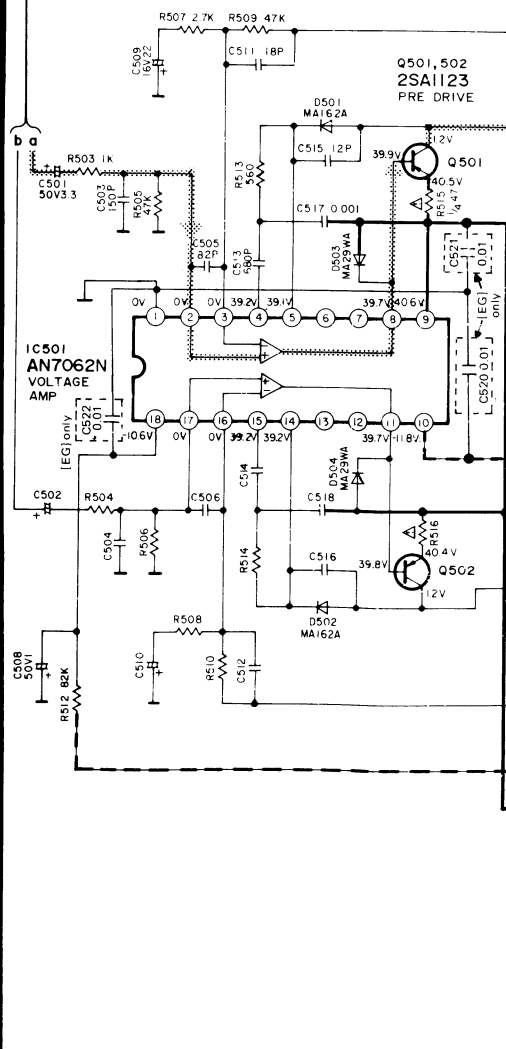 R507 2.7K R509 47K
C511 18P
C509
16V22
+
Q501,502
2SA1123
PRE DRIVE
D501
MA162A
1.2V
b a
R503 1K
C515 12P
39.9V
Q501
+
C501
50V3.3
C503
150P
R505
47K
R513
560
40.5V
R515
1/4 47
C517 0.001
C505
82P
C513
680P
D503
MA29WA
C521
0.01
[EG]
only
0V 0V 0V 39.2V 39.1V 39.7V 40.6V
1 2 3 4 5 6 7 8 9
IC501
AN7062N
VOLTAGE
AMP
C520 0.01
C522
0.01
[EG] only
18 17 16 15 14 13 12 11 10
-10.6V 0V 0V 39.2V 39.2V 39.7V -11.8V
C514
D504
MA29WA
C502
+
R504
C506
C518
C504
R506
R514
C516
R516
40.4V
39.8V
Q502
1.2V
D502
MA162A
R508
C508
50V1
+
C510
+
R510
C512
R512 82K